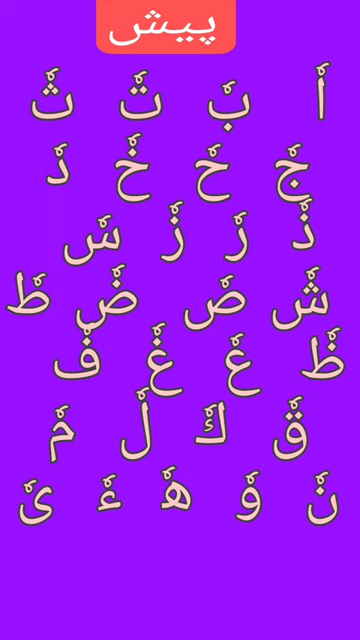 پیش
اُ بُ تُ ثُ
جُ حُ خُ دُ
ذُ رُ زُ سُ
شُ صُ ضُ طُ
ظُ عُ غُ فُ
قُ كُ لُ مُ
نُ وُ هُ ءُ یُ